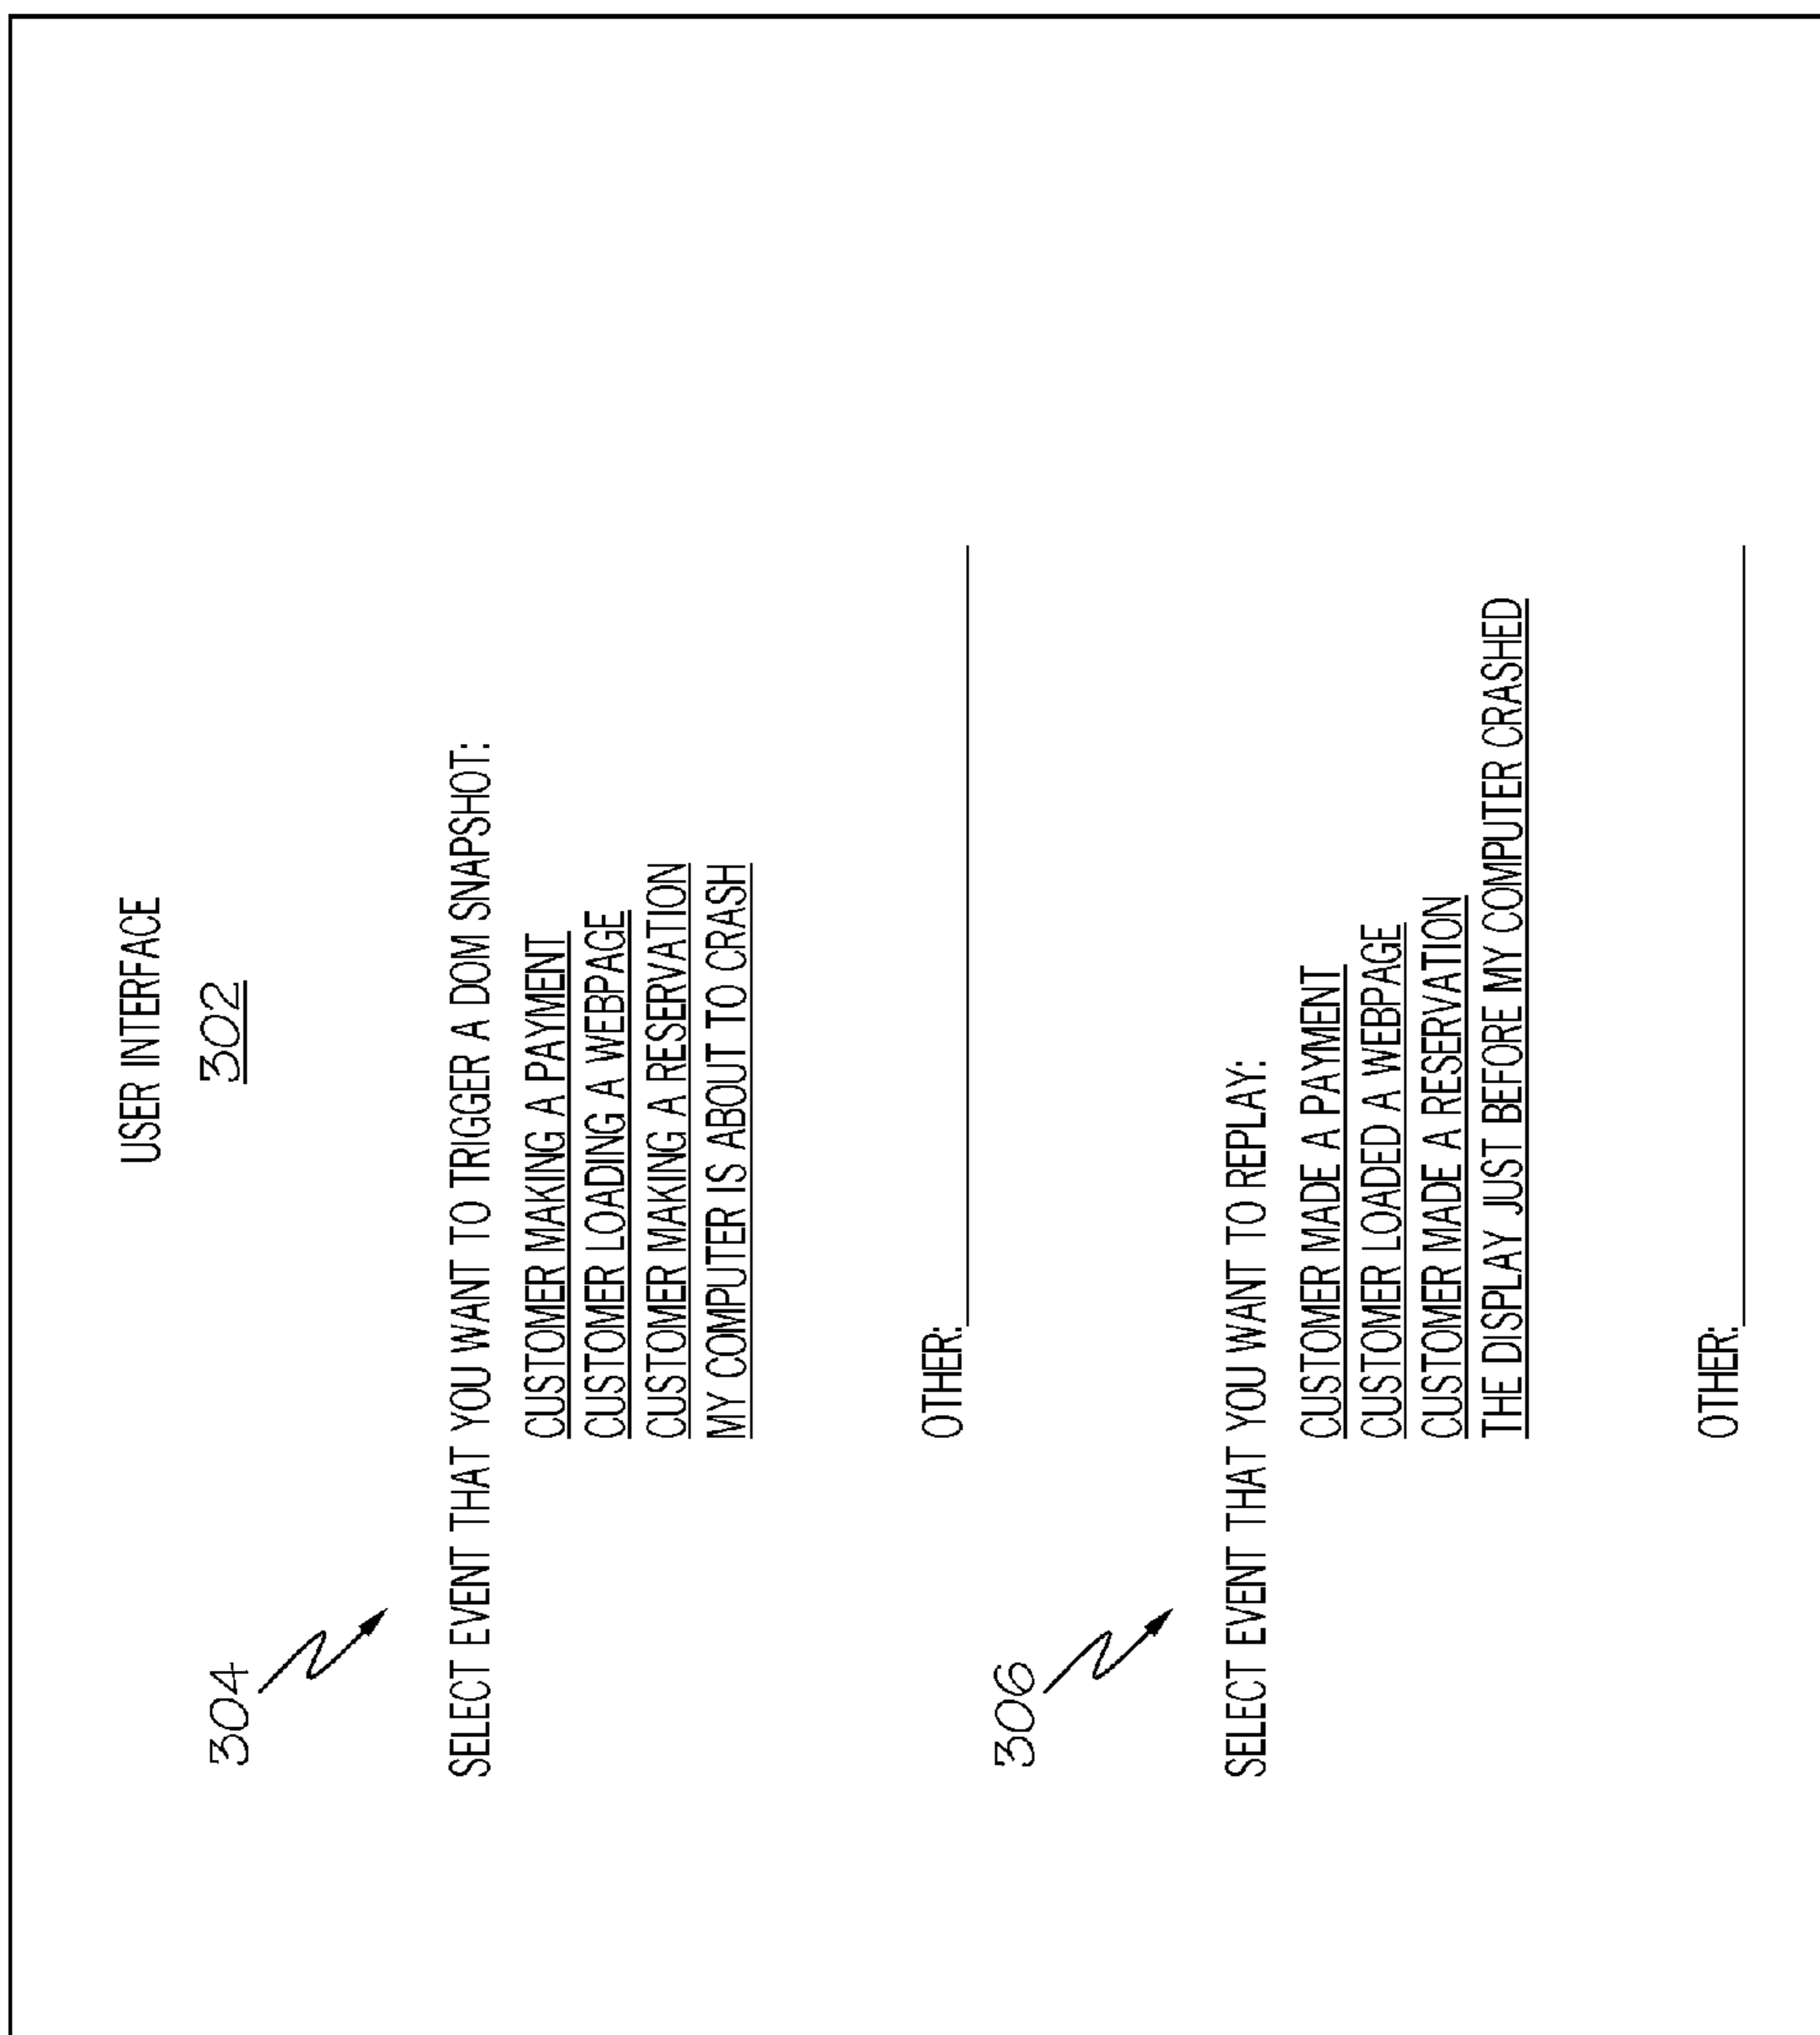 USER INTERFACE
302
304
SELECT EVENT THAT YOU WANT TO TRIGGER A DOM SNAPSHOT:
CUSTOMER MAKING A PAYMENT
CUSTOMER LOADING A WEBPAGE
CUSTOMER MAKING A RESERVATION
MY COMPUTER IS ABOUT TO CRASH
OTHER:
306
SELECT EVENT THAT YOU WANT TO REPLAY:
CUSTOMER MADE A PAYMENT
CUSTOMER LOADED A WEBPAGE
CUSTOMER MADE A RESERVATION
THE DISPLAY JUST BEFORE MY COMPUTER CRASHED
OTHER: